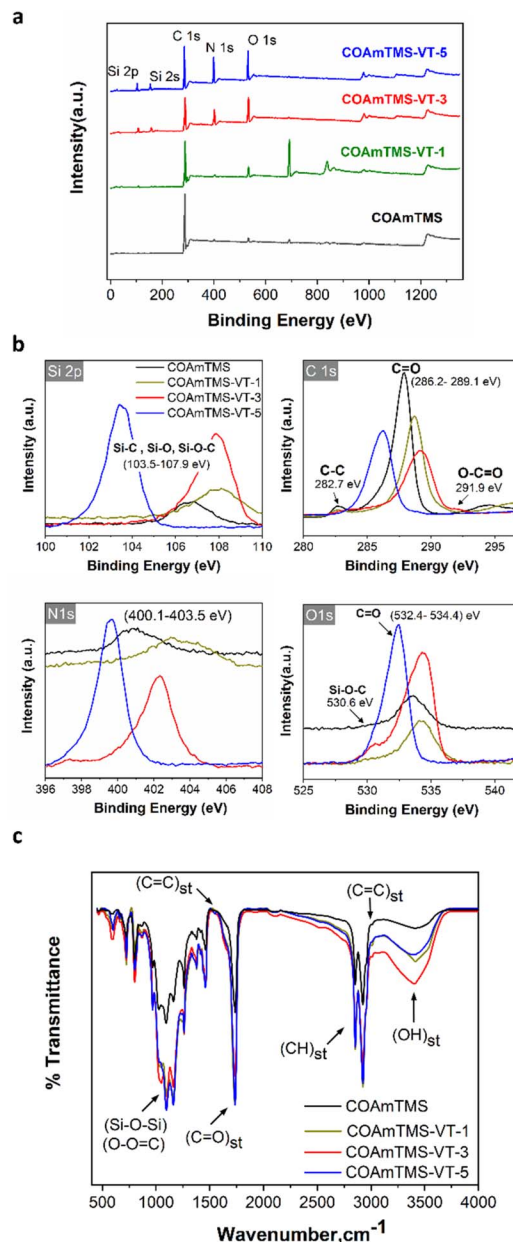 a
C 1s
N 1s
O 1s
Si 2p
Si 2s
COAmTMS-VT-5
COAmTMS-VT-3
COAmTMS-VT-1
COAmTMS
Intensity(a.u.)
0 200 400 600 800 1000 1200
Binding Energy (eV)
b
Si 2p
COAmTMS
COAmTMS-VT-1
COAmTMS-VT-3
COAmTMS-VT-5
Si-C , Si-O, Si-O-C
(103.5-107.9 eV)
Intensity (a.u.)
100 102 104 106 108 110
Binding Energy (eV)
C 1s
C=O
(286.2- 289.1 eV)
C-C
282.7 eV
O-C=O
291.9 eV
Intensity (a.u.)
280 285 290 295
Binding Energy (eV)
N1s
(400.1-403.5 eV)
Intensity(a.u.)
396 398 400 402 404 406 408
Binding Energy (eV)
O1s
C=O
(532.4- 534.4) eV
Si-O-C
530.6 eV
Intensity(a.u.)
525 530 535 540
Binding Energy (eV)
c
(C=C)st
(C=C)st
(CH)st
(OH)st
(Si-O-Si)
(O-O=C)
(C=O)st
COAmTMS
COAmTMS-VT-1
COAmTMS-VT-3
COAmTMS-VT-5
% Transmittance
500 1000 1500 2000 2500 3000 3500 4000
Wavenumber,cm-1